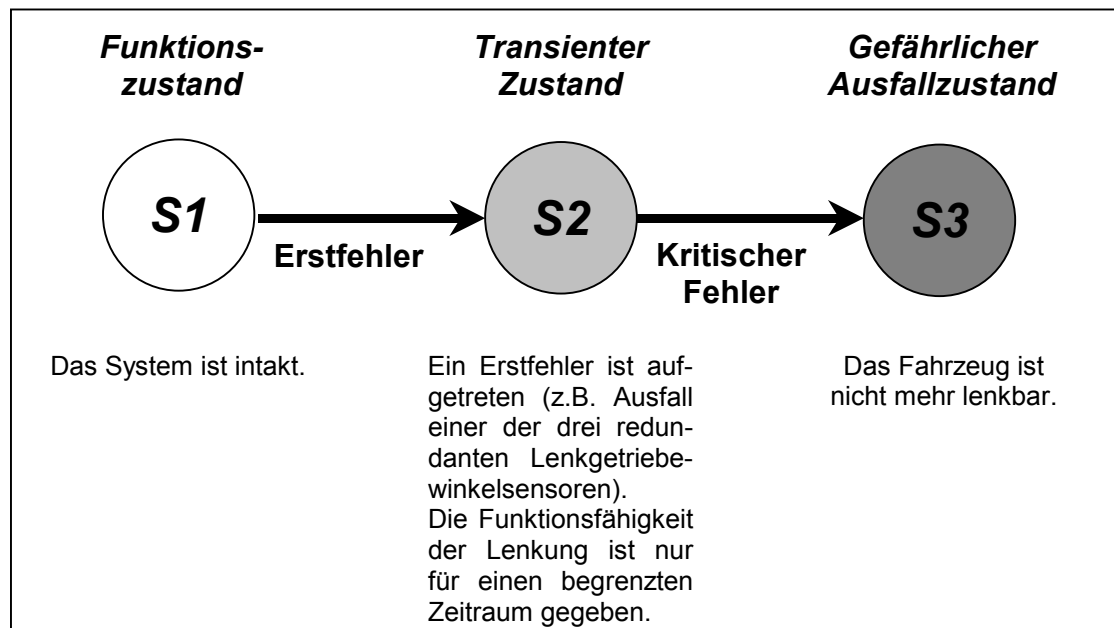 Funktions-
zustand
Transienter
Zustand
Gefährlicher
Ausfallzustand
S1
S2
S3
Erstfehler
Kritischer
Fehler
Das System ist intakt.
Ein Erstfehler ist auf-
getreten (z.B. Ausfall
einer der drei redun-
danten Lenkgetriebe-
winkelsensoren).
Die Funktionsfähigkeit
der Lenkung ist nur
für einen begrenzten
Zeitraum gegeben.
Das Fahrzeug ist
nicht mehr lenkbar.